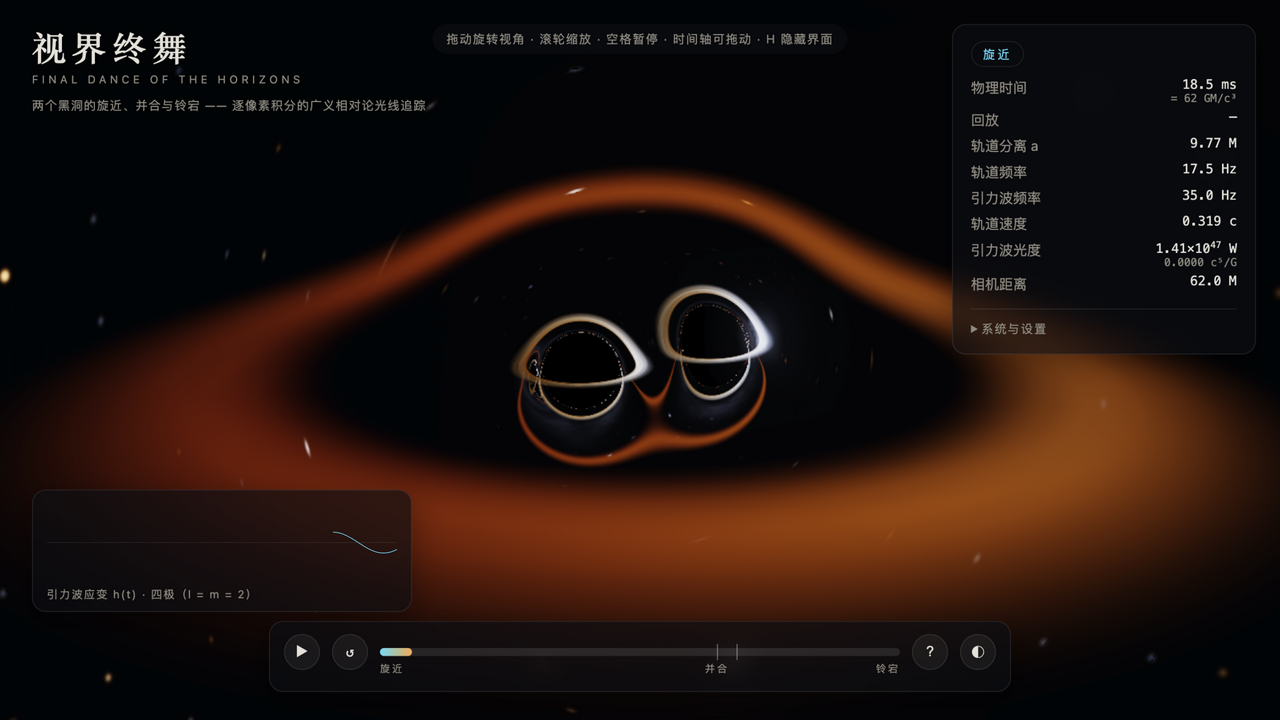 视界终舞
FINAL DANCE OF THE HORIZONS
两个黑洞的旋近、并合与铃宕 —— 逐像素积分的广义相对论光线追踪
拖动旋转视角 · 滚轮缩放 · 空格暂停 · 时间轴可拖动 · H 隐藏界面
旋近
物理时间 18.5 ms
= 62 GM/c³
回放 —
轨道分离 a 9.77 M
轨道频率 17.5 Hz
引力波频率 35.0 Hz
轨道速度 0.319 c
引力波光度 1.41×10⁴⁷ W
0.0000 c⁵/G
相机距离 62.0 M
▶ 系统与设置
引力波应变 h(t) · 四极（l = m = 2）
旋近 并合 铃宕
?